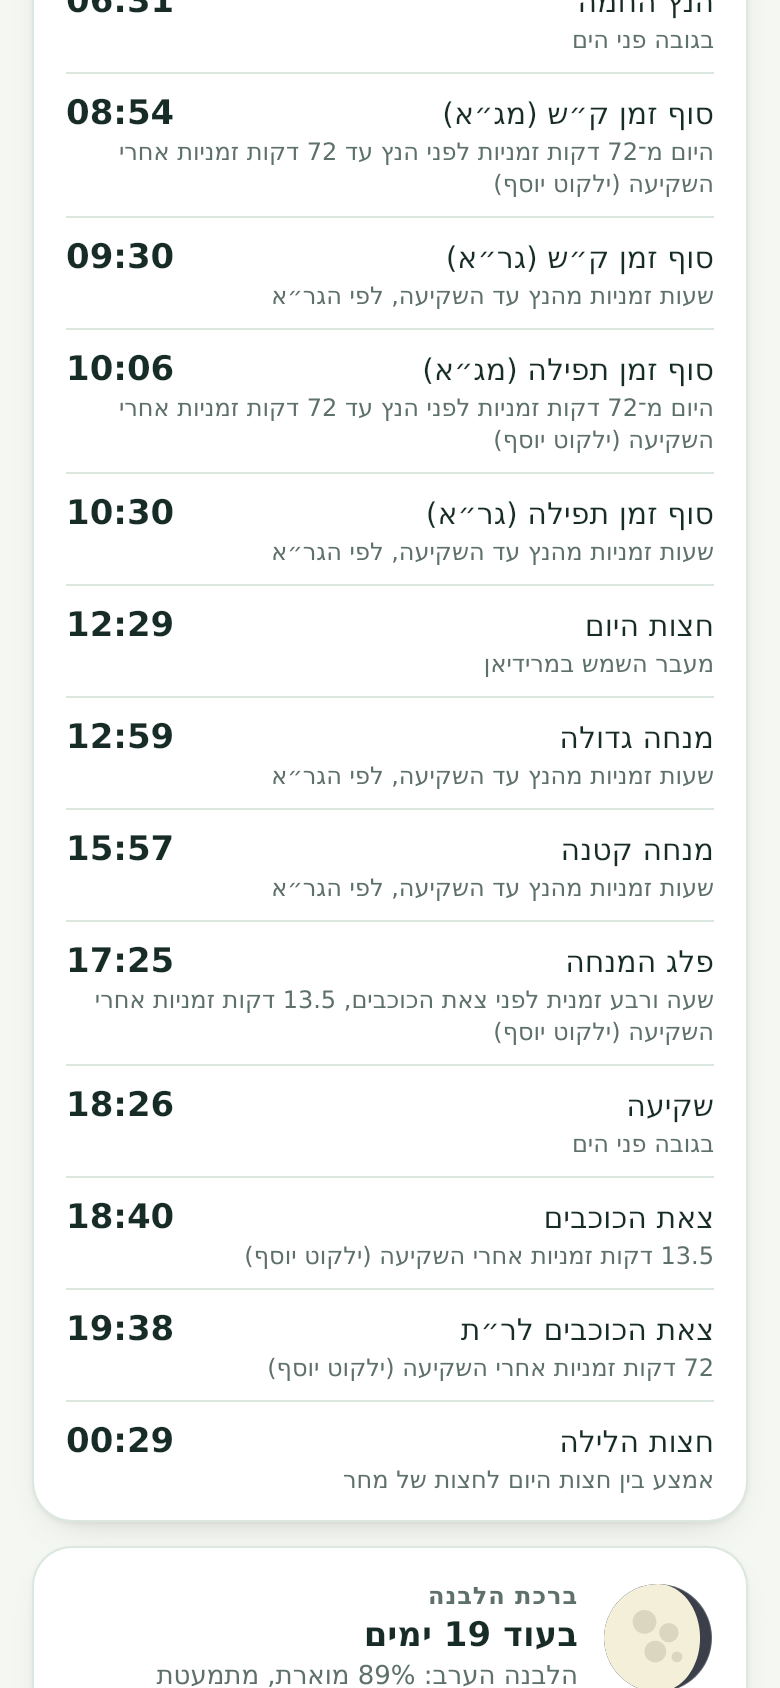 הנץ החמה 06:31
בגובה פני הים
סוף זמן ק״ש (מג״א) 08:54
היום מ־72 דקות זמניות לפני הנץ עד 72 דקות זמניות אחרי
השקיעה (ילקוט יוסף)
סוף זמן ק״ש (גר״א) 09:30
שעות זמניות מהנץ עד השקיעה, לפי הגר״א
סוף זמן תפילה (מג״א) 10:06
היום מ־72 דקות זמניות לפני הנץ עד 72 דקות זמניות אחרי
השקיעה (ילקוט יוסף)
סוף זמן תפילה (גר״א) 10:30
שעות זמניות מהנץ עד השקיעה, לפי הגר״א
חצות היום 12:29
מעבר השמש במרידיאן
מנחה גדולה 12:59
שעות זמניות מהנץ עד השקיעה, לפי הגר״א
מנחה קטנה 15:57
שעות זמניות מהנץ עד השקיעה, לפי הגר״א
פלג המנחה 17:25
שעה ורבע זמנית לפני צאת הכוכבים, 13.5 דקות זמניות אחרי
השקיעה (ילקוט יוסף)
שקיעה 18:26
בגובה פני הים
צאת הכוכבים 18:40
13.5 דקות זמניות אחרי השקיעה (ילקוט יוסף)
צאת הכוכבים לר״ת 19:38
72 דקות זמניות אחרי השקיעה (ילקוט יוסף)
חצות הלילה 00:29
אמצע בין חצות היום לחצות של מחר
ברכת הלבנה
בעוד 19 ימים
הלבנה הערב: 89% מוארת, מתמעטת